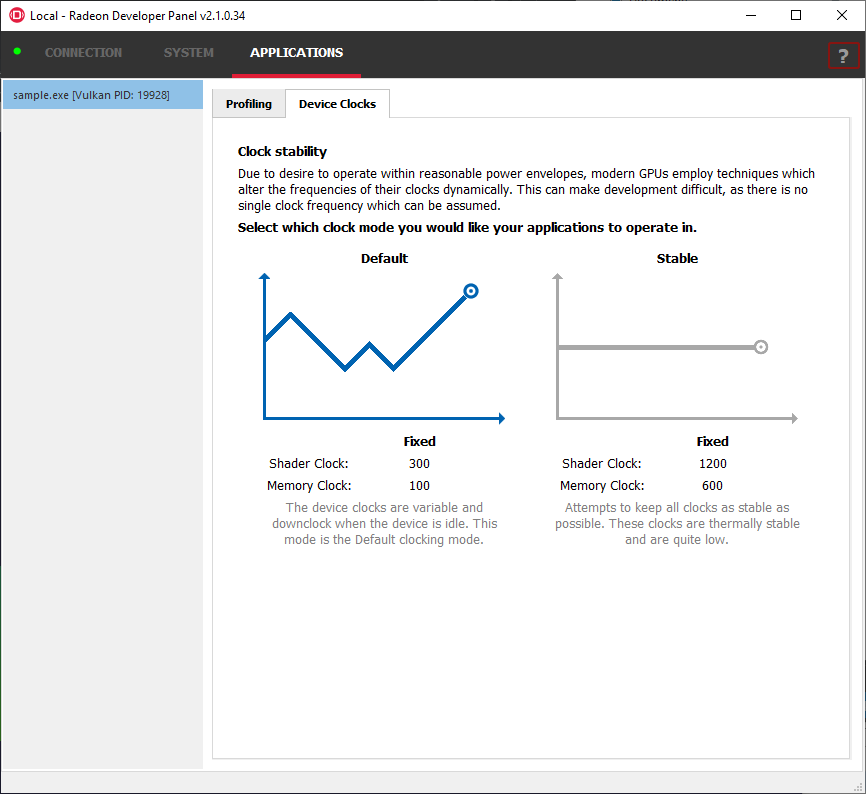 Local - Radeon Developer Panel v2.1.0.34
CONNECTION SYSTEM APPLICATIONS ?
sample.exe [Vulkan PID: 19928]
Profiling Device Clocks
Clock stability
Due to desire to operate within reasonable power envelopes, modern GPUs employ techniques which
alter the frequencies of their clocks dynamically. This can make development difficult, as there is no
single clock frequency which can be assumed.
Select which clock mode you would like your applications to operate in.
Default Stable
Fixed Fixed
Shader Clock: 300 Shader Clock: 1200
Memory Clock: 100 Memory Clock: 600
The device clocks are variable and
downclock when the device is idle. This
mode is the Default clocking mode.
Attempts to keep all clocks as stable as
possible. These clocks are thermally stable
and are quite low.